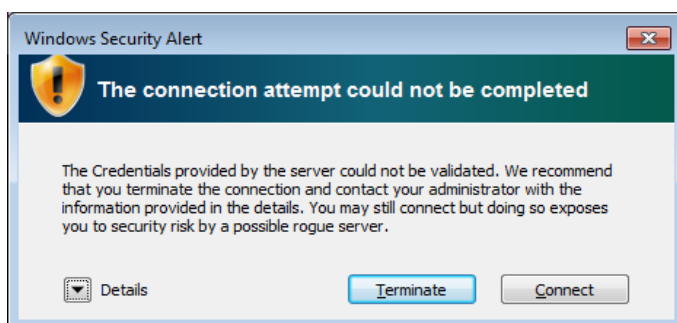 Windows Security Alert
The connection attempt could not be completed
The Credentials provided by the server could not be validated. We recommend
that you terminate the connection and contact your administrator with the
information provided in the details. You may still connect but doing so exposes
you to security risk by a possible rogue server.
Details Terminate Connect